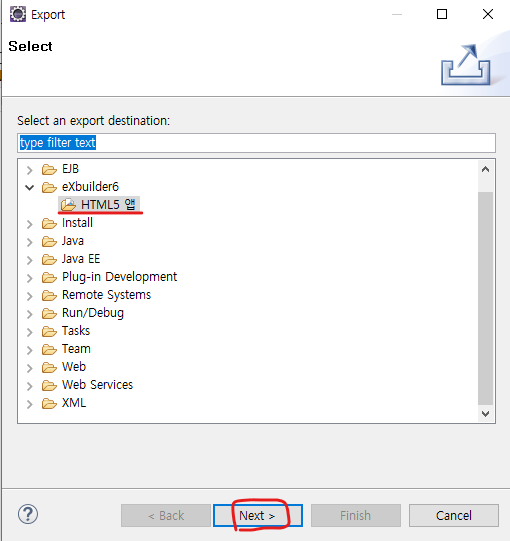 Export
Select
Select an export destination:
type filter text
EJB
eXbuilder6
HTML5 앱
Install
Java
Java EE
Plug-in Development
Remote Systems
Run/Debug
Tasks
Team
Web
Web Services
XML
? < Back Next > Finish Cancel